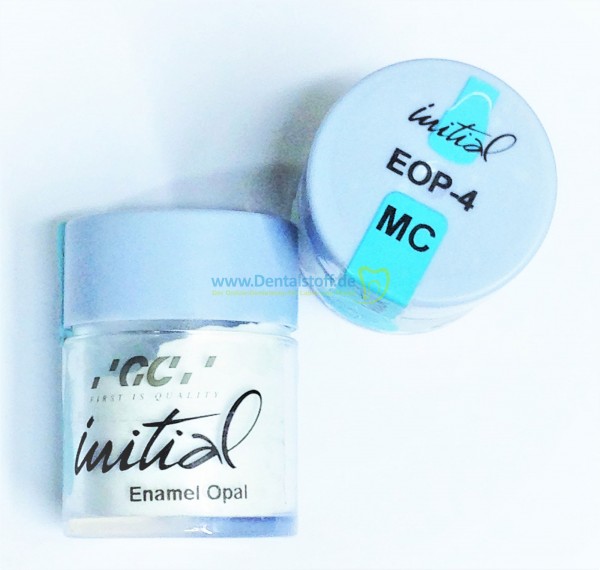 initial
EOP-4
MC
www.Dentalstoff.de
GC
FIRST IS QUALITY
initial
Enamel Opal